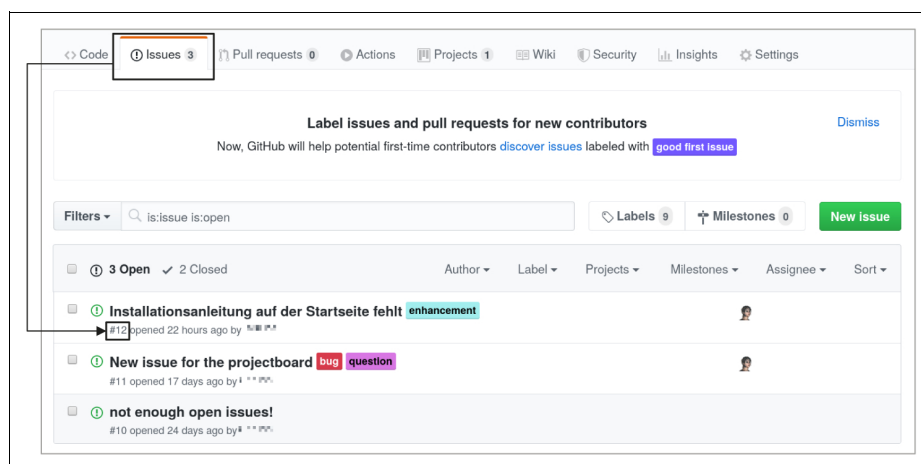 Code Issues 3 Pull requests 0 Actions Projects 1 Wiki Security Insights Settings
Label issues and pull requests for new contributors Dismiss
Now, GitHub will help potential first-time contributors discover issues labeled with good first issue
Filters is:issue is:open Labels 9 Milestones 0 New issue
3 Open 2 Closed Author Label Projects Milestones Assignee Sort
Installationsanleitung auf der Startseite fehlt enhancement
#12 opened 22 hours ago by
New issue for the projectboard bug question
#11 opened 17 days ago by
not enough open issues!
#10 opened 24 days ago by